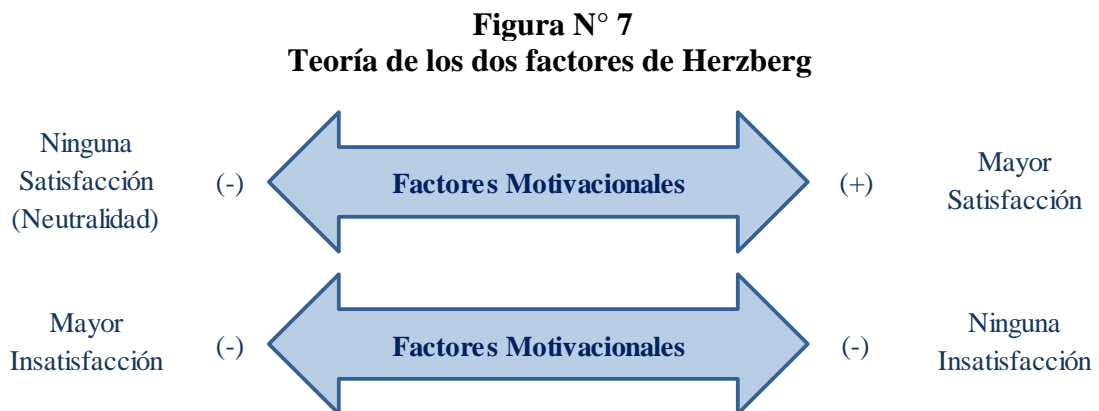 Figura N° 7
Teoría de los dos factores de Herzberg
Ninguna
Satisfacción
(Neutralidad)
(-)
Factores Motivacionales
(+)
Mayor
Satisfacción
Mayor
Insatisfacción
(-)
Factores Motivacionales
(-)
Ninguna
Insatisfacción